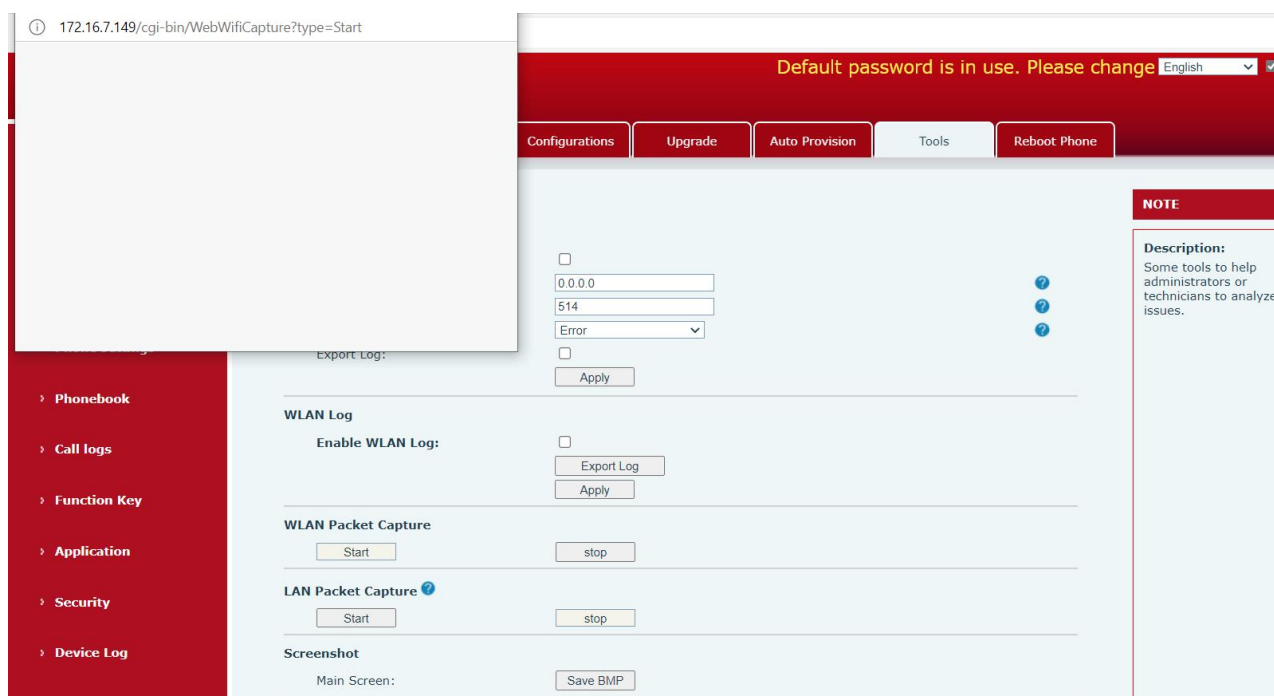 172.16.7.149/cgi-bin/WebWifiCapture?type=Start
Default password is in use. Please change
English
Configurations
Upgrade
Auto Provision
Tools
Reboot Phone
NOTE
Description:
Some tools to help
administrators or
technicians to analyze
issues.
0.0.0.0
514
Error
Export Log:
Apply
› Phonebook
› Call logs
› Function Key
› Application
› Security
› Device Log
WLAN Log
Enable WLAN Log:
Export Log
Apply
WLAN Packet Capture
Start
stop
LAN Packet Capture
Start
stop
Screenshot
Main Screen:
Save BMP